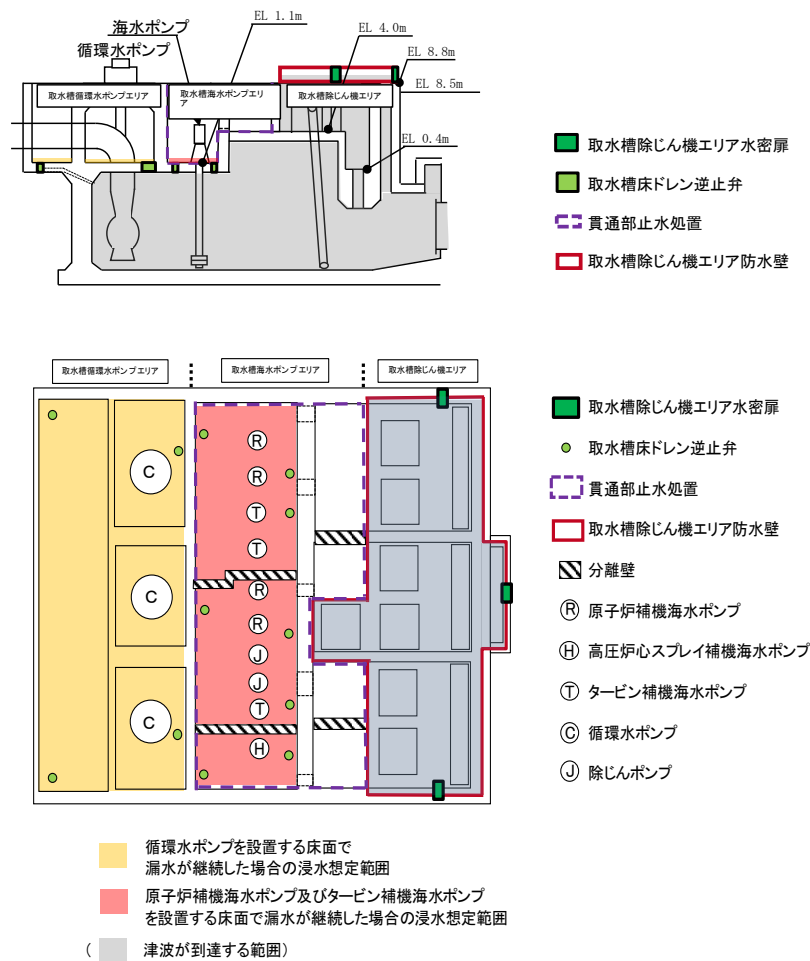 海水ポンプ
循環水ポンプ
EL 1.1m
EL 4.0m
EL 8.8m
EL 8.5m
EL 0.4m
取水槽循環水ポンプエリア
取水槽海水ポンプエリ
ア
取水槽除じん機エリア
取水槽除じん機エリア水密扉
取水槽床ドレン逆止弁
貫通部止水処置
取水槽除じん機エリア防水壁
取水槽循環水ポンプエリア
取水槽海水ポンプエリア
取水槽除じん機エリア
C
C
C
R
R
T
T
R
R
J
J
T
H
取水槽除じん機エリア水密扉
取水槽床ドレン逆止弁
貫通部止水処置
取水槽除じん機エリア防水壁
分離壁
R 原子炉補機海水ポンプ
H 高圧炉心スプレイ補機海水ポンプ
T タービン補機海水ポンプ
C 循環水ポンプ
J 除じんポンプ
循環水ポンプを設置する床面で
漏水が継続した場合の浸水想定範囲
原子炉補機海水ポンプ及びタービン補機海水ポンプ
を設置する床面で漏水が継続した場合の浸水想定範囲
( 津波が到達する範囲)